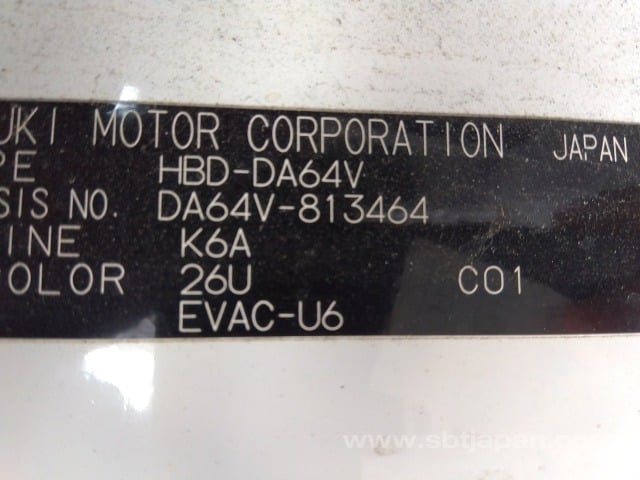 UKI MOTOR CORPORATION JAPAN
PE HBD-DA64V
SIS NO. DA64V-813464
INE K6A
COLOR 26U C01
EVAC-U6
www.sbtjapan.com